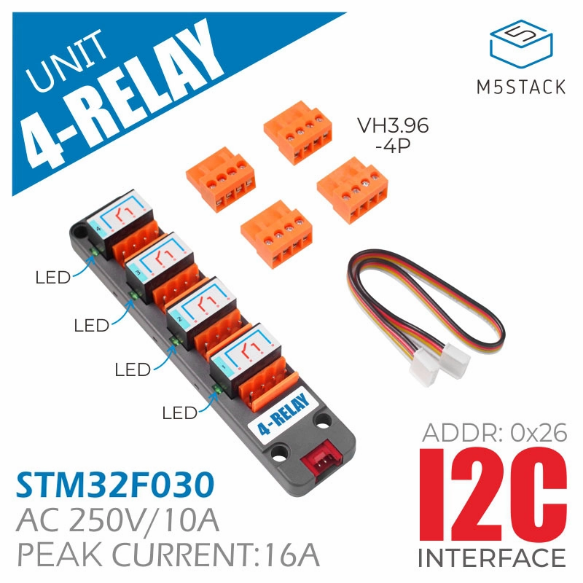 UNIT
4-RELAY
M5STACK
VH3.96
-4P
LED
LED
LED
LED
4-RELAY
STM32F030
AC 250V/10A
PEAK CURRENT:16A
ADDR: 0x26
I2C
INTERFACE